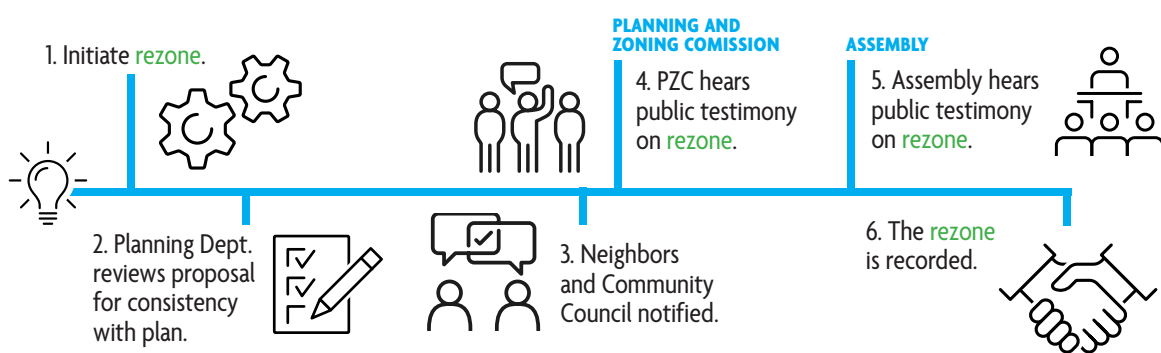 1. Initiate rezone.
2. Planning Dept.
reviews proposal
for consistency
with plan.
3. Neighbors
and Community
Council notified.
PLANNING AND
ZONING COMISSION
4. PZC hears
public testimony
on rezone.
ASSEMBLY
5. Assembly hears
public testimony
on rezone.
6. The rezone
is recorded.